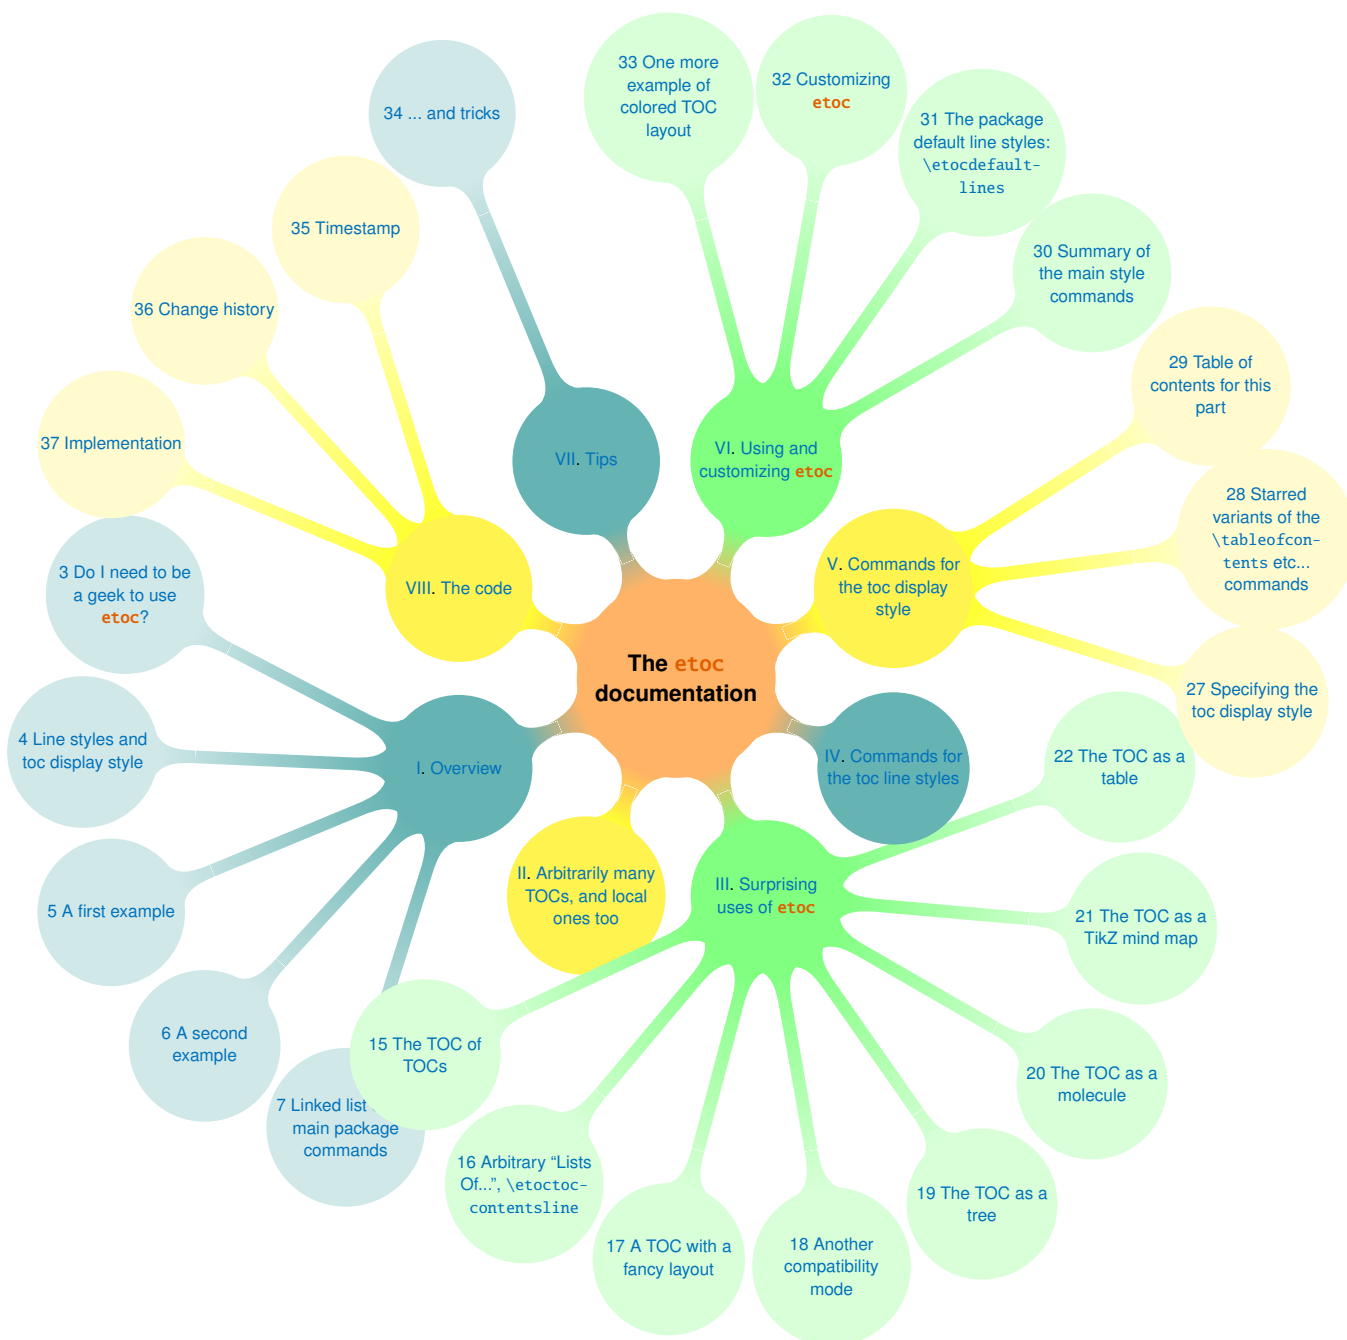 The etoc
documentation
I. Overview
3 Do I need to be
a geek to use
etoc?
4 Line styles and
toc display style
5 A first example
6 A second
example
7 Linked list
main package
commands
II. Arbitrarily many
TOCs, and local
ones too
III. Surprising
uses of etoc
15 The TOC of
TOCs
16 Arbitrary “Lists
Of...”, \etoctoc-
contentsline
17 A TOC with a
fancy layout
18 Another
compatibility
mode
19 The TOC as a
tree
20 The TOC as a
molecule
21 The TOC as a
TikZ mind map
22 The TOC as a
table
IV. Commands for
the toc line styles
V. Commands for
the toc display
style
27 Specifying the
toc display style
28 Starred
variants of the
\tableofcon-
tents etc...
commands
29 Table of
contents for this
part
VI. Using and
customizing etoc
30 Summary of
the main style
commands
31 The package
default line styles:
\etocdefault-
lines
32 Customizing
etoc
33 One more
example of
colored TOC
layout
VII. Tips
34 ... and tricks
VIII. The code
35 Timestamp
36 Change history
37 Implementation